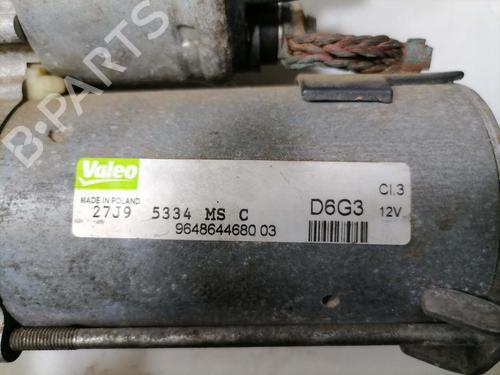 B-PARTS
Valeo
MADE IN POLAND
27J9 5334 MS C
9648644680 03
D6G3
Cl.3
12V